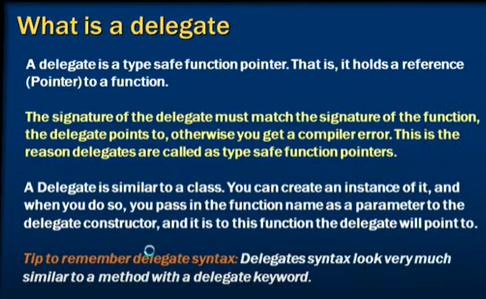 What is a delegate
A delegate is a type safe function pointer. That is, it holds a reference
(Pointer) to a function.
The signature of the delegate must match the signature of the function,
the delegate points to, otherwise you get a compiler error. This is the
reason delegates are called as type safe function pointers.
A Delegate is similar to a class. You can create an instance of it, and
when you do so, you pass in the function name as a parameter to the
delegate constructor, and it is to this function the delegate will point to.
Tip to remember delegate syntax: Delegates syntax look very much
similar to a method with a delegate keyword.